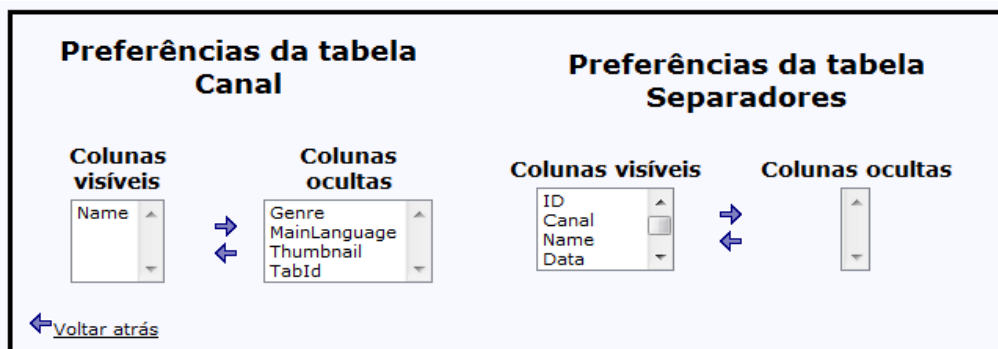 Preferências da tabela
Canal
Colunas
visíveis
Name
Colunas
ocultas
Genre
MainLanguage
Thumbnail
TabId
Preferências da tabela
Separadores
Colunas visíveis
ID
Canal
Name
Data
Colunas ocultas
Voltar atrás